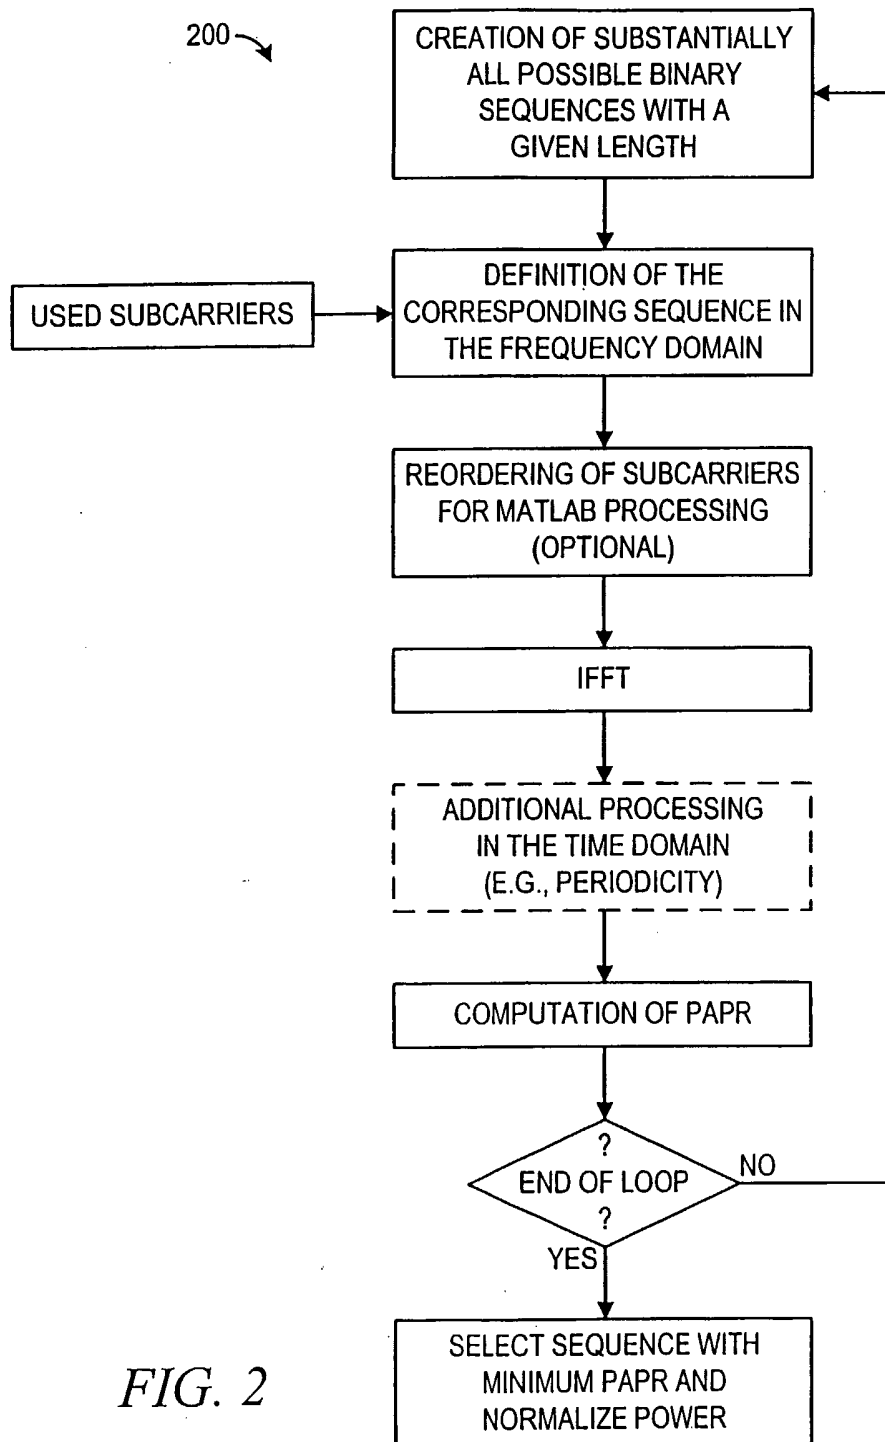 200
CREATION OF SUBSTANTIALLY
ALL POSSIBLE BINARY
SEQUENCES WITH A
GIVEN LENGTH
USED SUBCARRIERS
DEFINITION OF THE
CORRESPONDING SEQUENCE IN
THE FREQUENCY DOMAIN
REORDERING OF SUBCARRIERS
FOR MATLAB PROCESSING
(OPTIONAL)
IFFT
ADDITIONAL PROCESSING
IN THE TIME DOMAIN
(E.G., PERIODICITY)
COMPUTATION OF PAPR
?
END OF LOOP
?
NO
YES
SELECT SEQUENCE WITH
MINIMUM PAPR AND
NORMALIZE POWER
FIG. 2